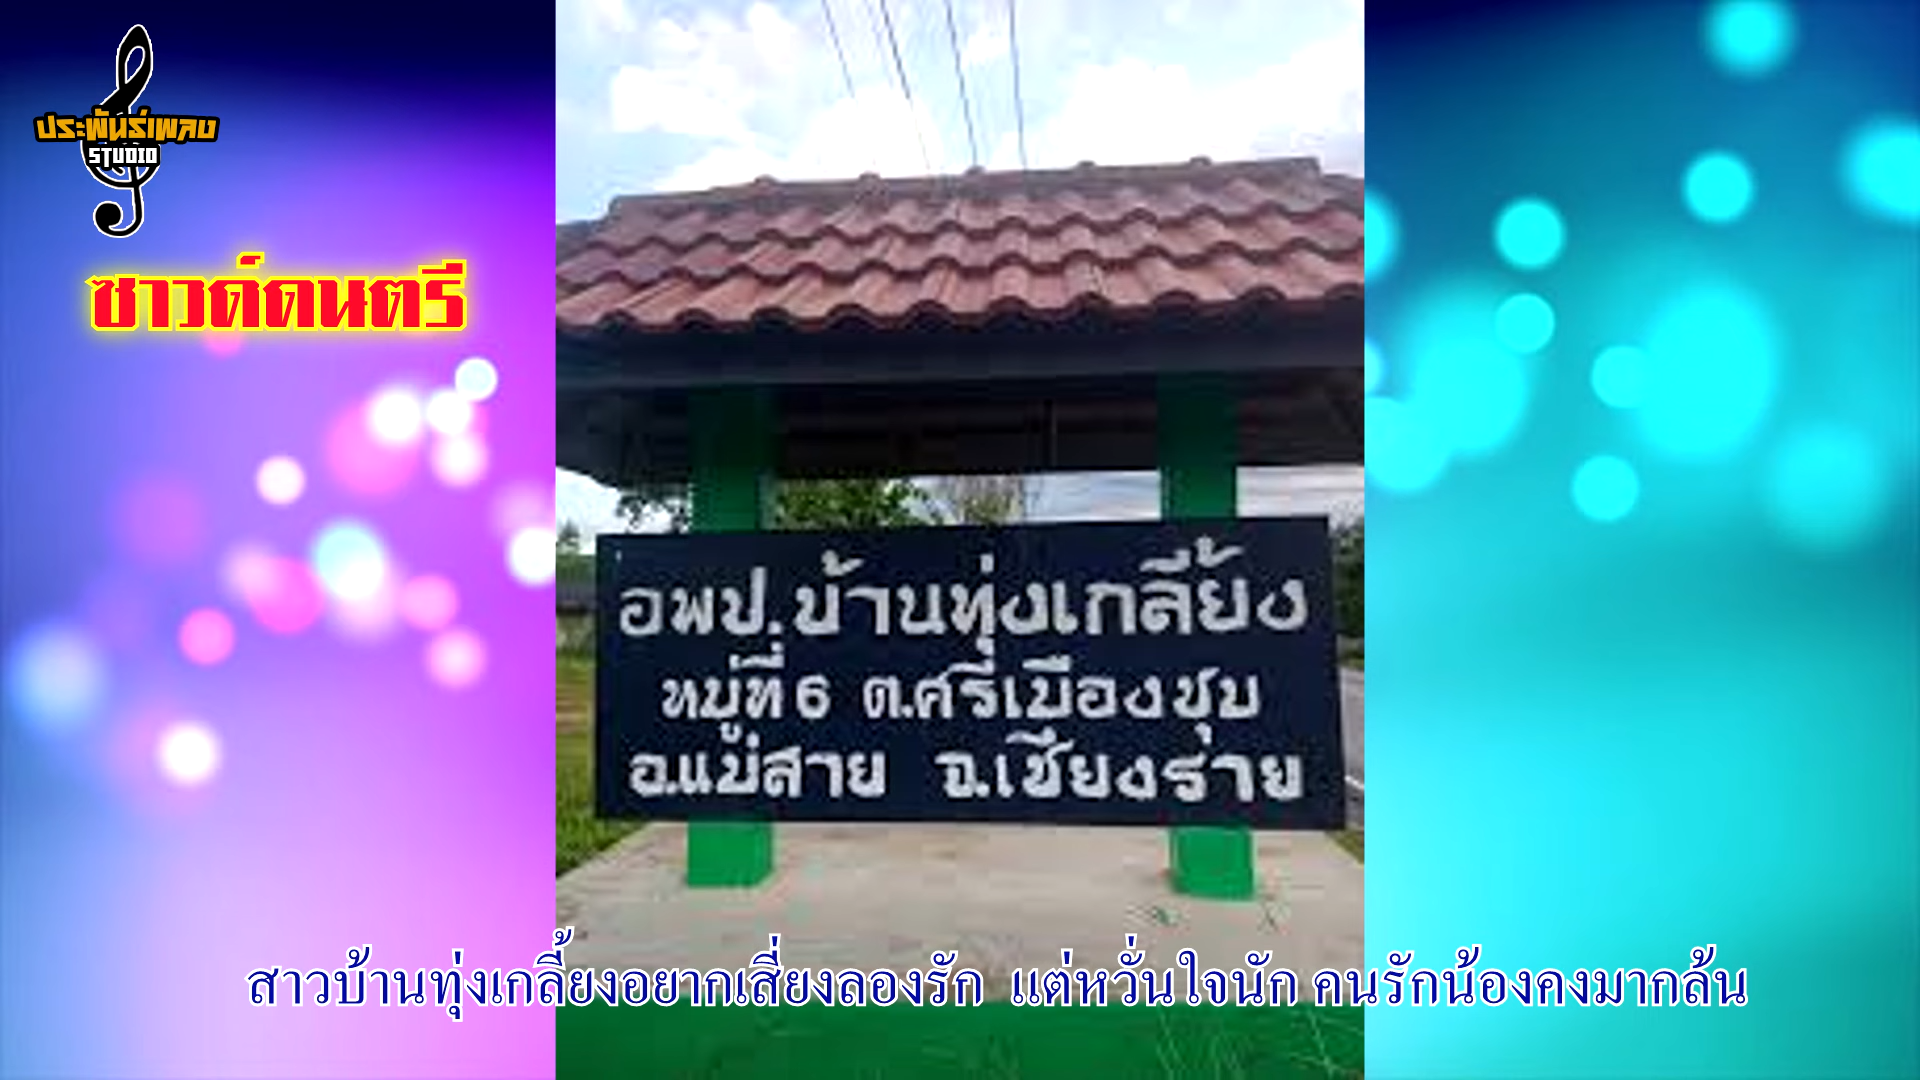 ประพันธ์เพลง
STUDIO
ซาวด์ดนตรี
อพป.บ้านทุ่งเกลี้ยง
หมู่ที่ 6 ต.ศรีเมืองชุม
อ.แม่สาย จ.เชียงราย
สาวบ้านทุ่งเกลี้ยงอยากเสี่ยงลองรัก แต่หวั่นใจนัก คนรักน้องคงมากล้น